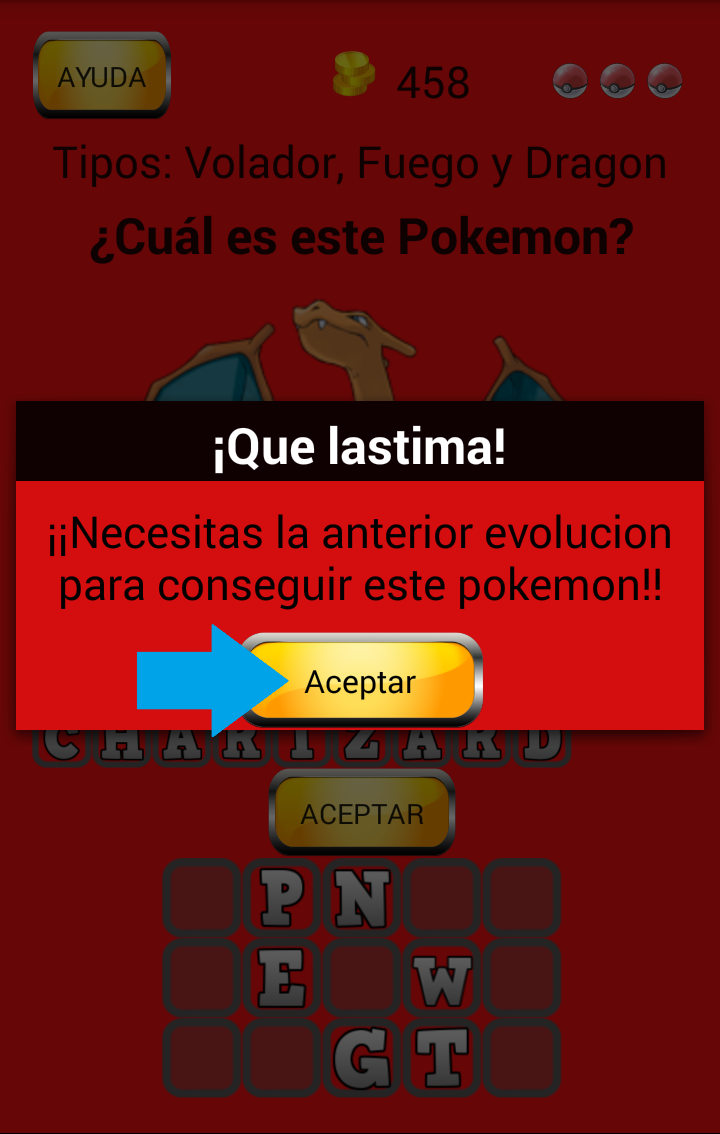 AYUDA 458
Tipos: Volador, Fuego y Dragon
¿Cuál es este Pokemon?
¡Que lastima!
¡¡Necesitas la anterior evolucion
para conseguir este pokemon!!
Aceptar
CHARIZARD
ACEPTAR
P N
E W
G T